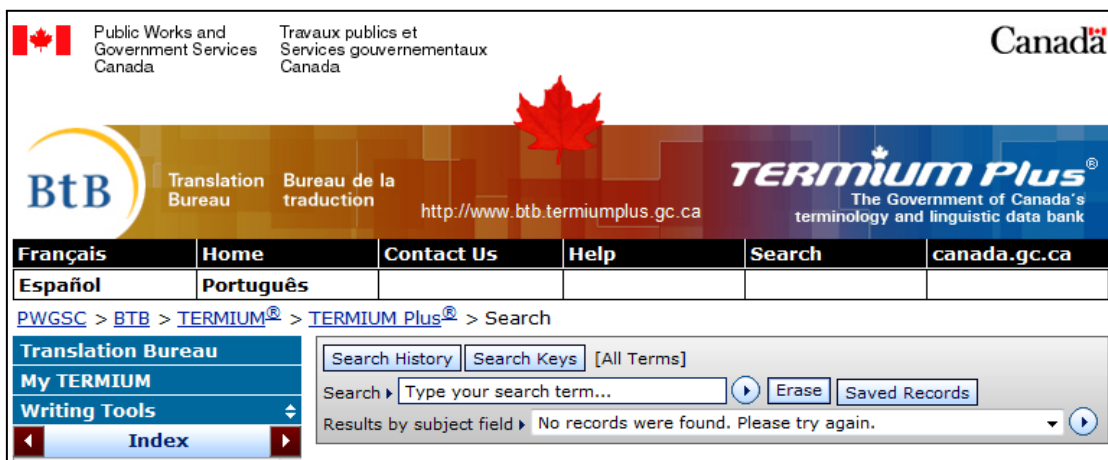 Public Works and
Government Services
Canada
Travaux publics et
Services gouvernementaux
Canada
Canada
BtB
Translation
Bureau
Bureau de la
traduction
http://www.btb.termiumplus.gc.ca
TERMIUM Plus®
The Government of Canada's
terminology and linguistic data bank
Français Home Contact Us Help Search canada.gc.ca
Español Português
PWGSC > BTB > TERMIUM® > TERMIUM Plus® > Search
Translation Bureau
My TERMIUM
Writing Tools
Index
Search History Search Keys [All Terms]
Search Type your search term... Erase Saved Records
Results by subject field No records were found. Please try again.